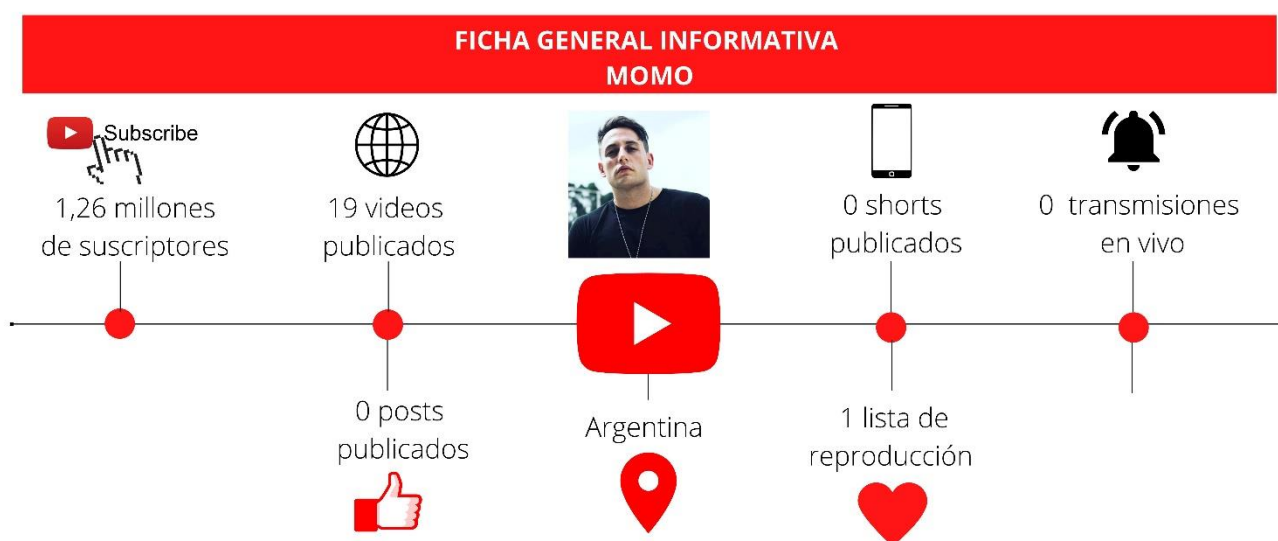 FICHA GENERAL INFORMATIVA
MOMO
Subscribe
1,26 millones
de suscriptores
19 videos
publicados
0 shorts
publicados
0 transmisiones
en vivo
0 posts
publicados
Argentina
1 lista de
reproducción